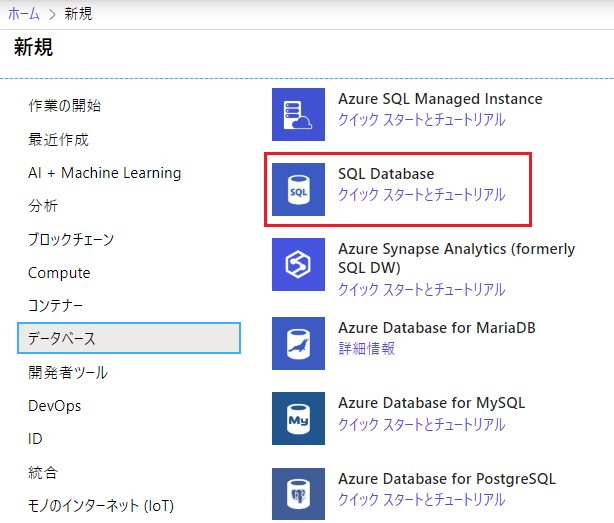 ホーム > 新規
新規
作業の開始
最近作成
AI + Machine Learning
分析
ブロックチェーン
Compute
コンテナー
データベース
開発者ツール
DevOps
ID
統合
モノのインターネット (IoT)
Azure SQL Managed Instance
クイック スタートとチュートリアル
SQL
SQL Database
クイック スタートとチュートリアル
Azure Synapse Analytics (formerly
SQL DW)
クイック スタートとチュートリアル
Azure Database for MariaDB
詳細情報
My
Azure Database for MySQL
クイック スタートとチュートリアル
Azure Database for PostgreSQL
クイック スタートとチュートリアル